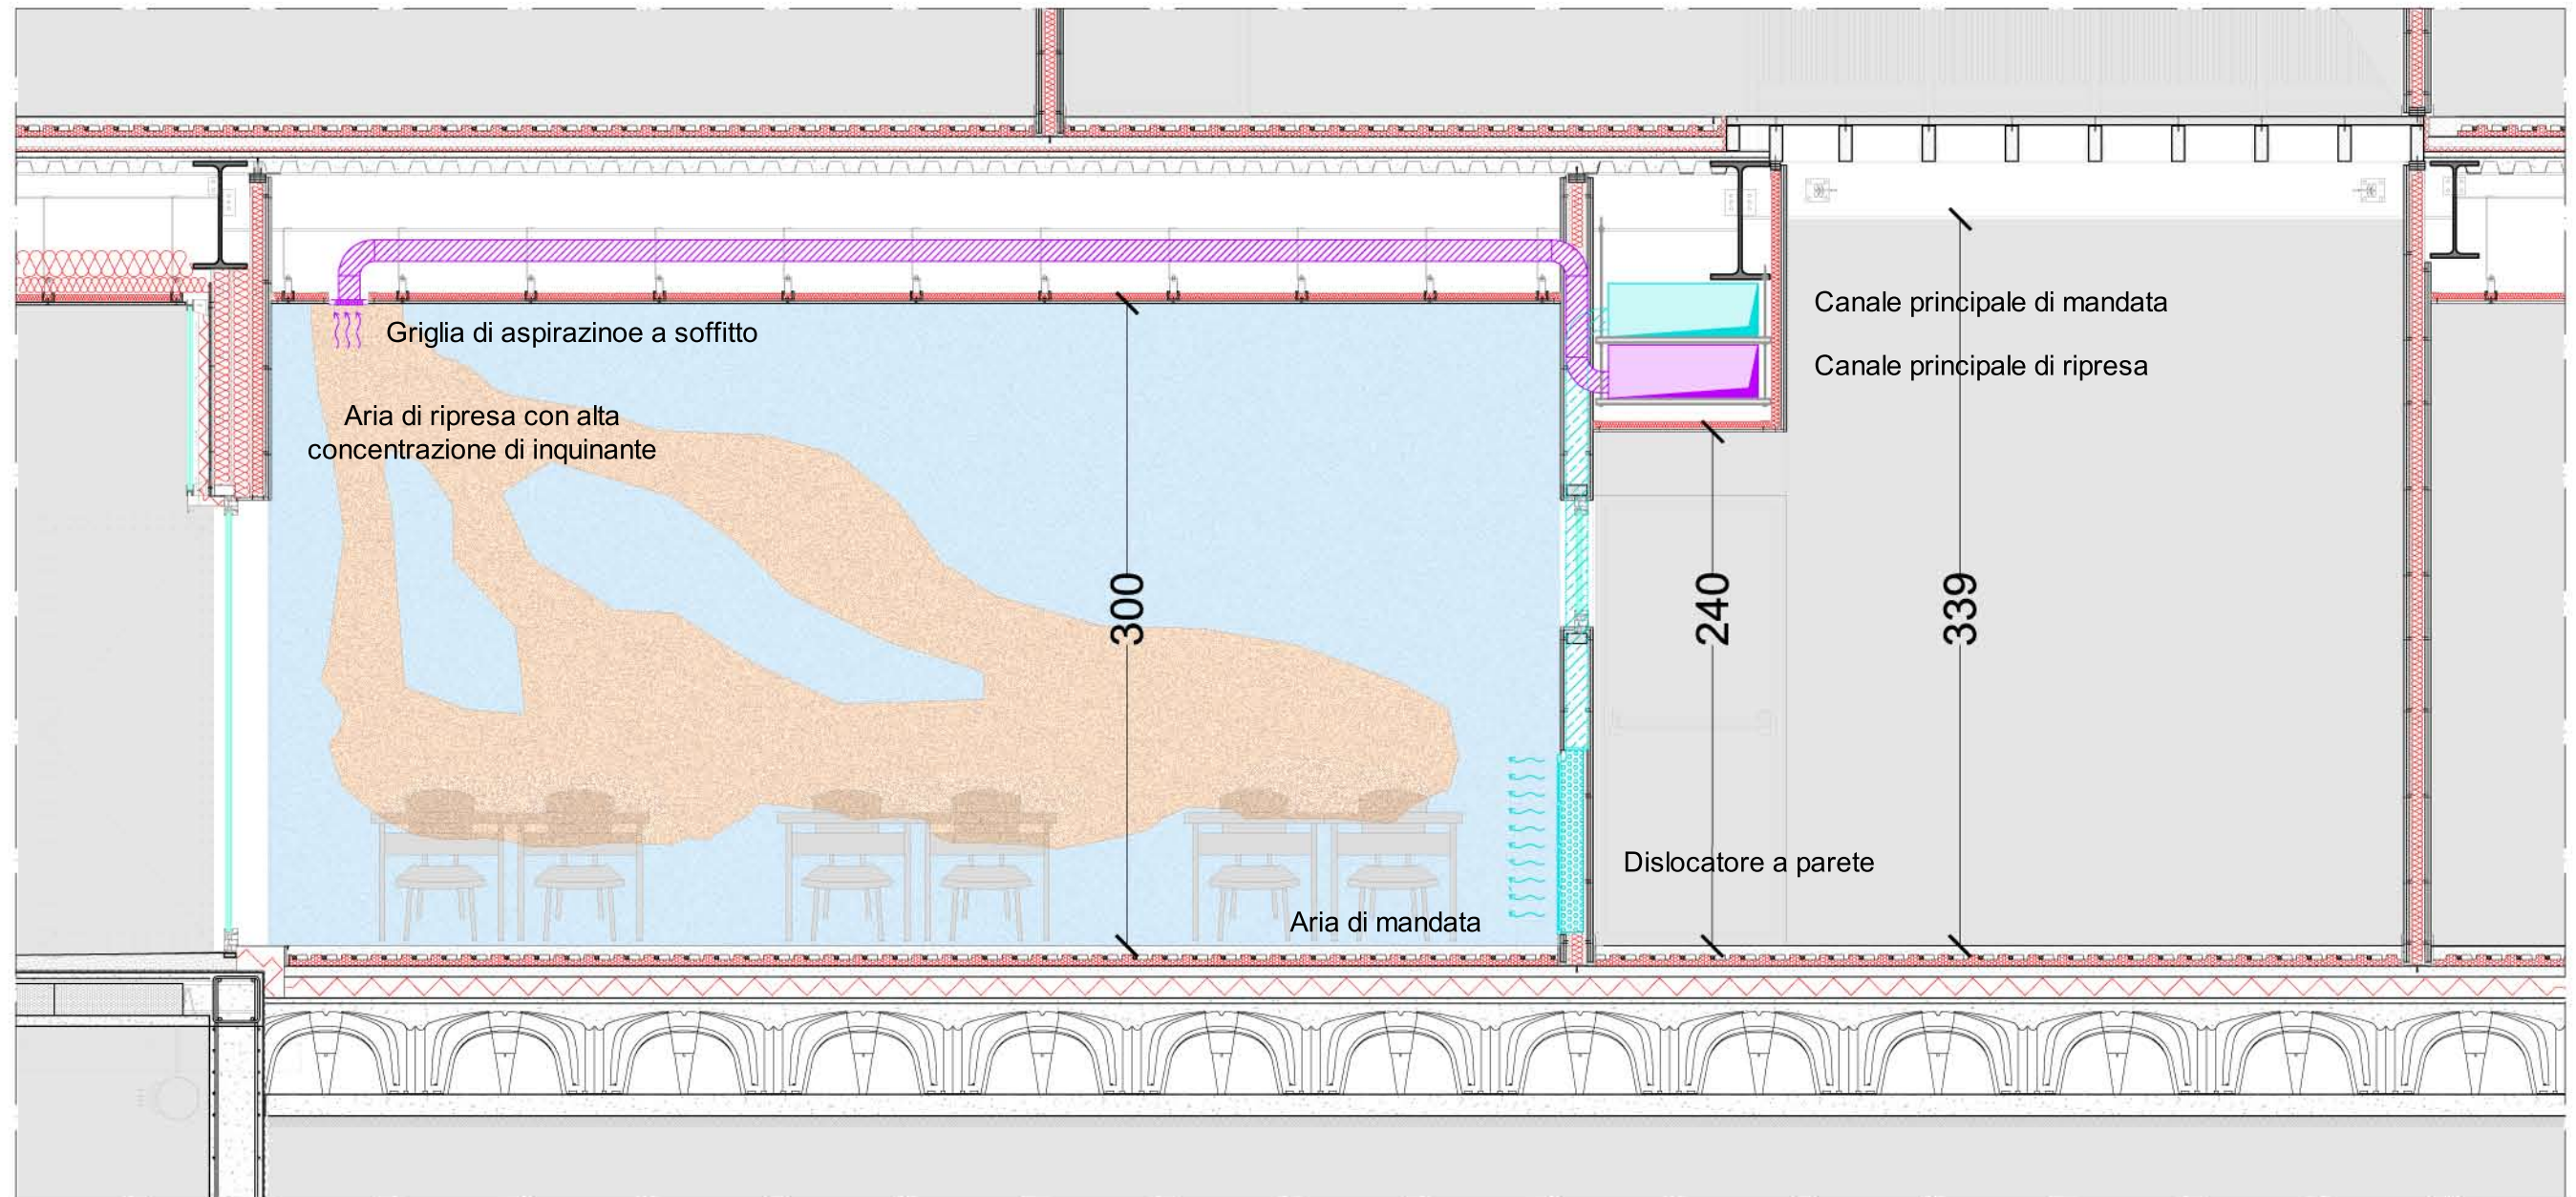 Canale principale di mandata
Griglia di aspirazinoe a soffitto
Canale principale di ripresa
Aria di ripresa con alta
concentrazione di inquinante
300
240
339
Dislocatore a parete
Aria di mandata